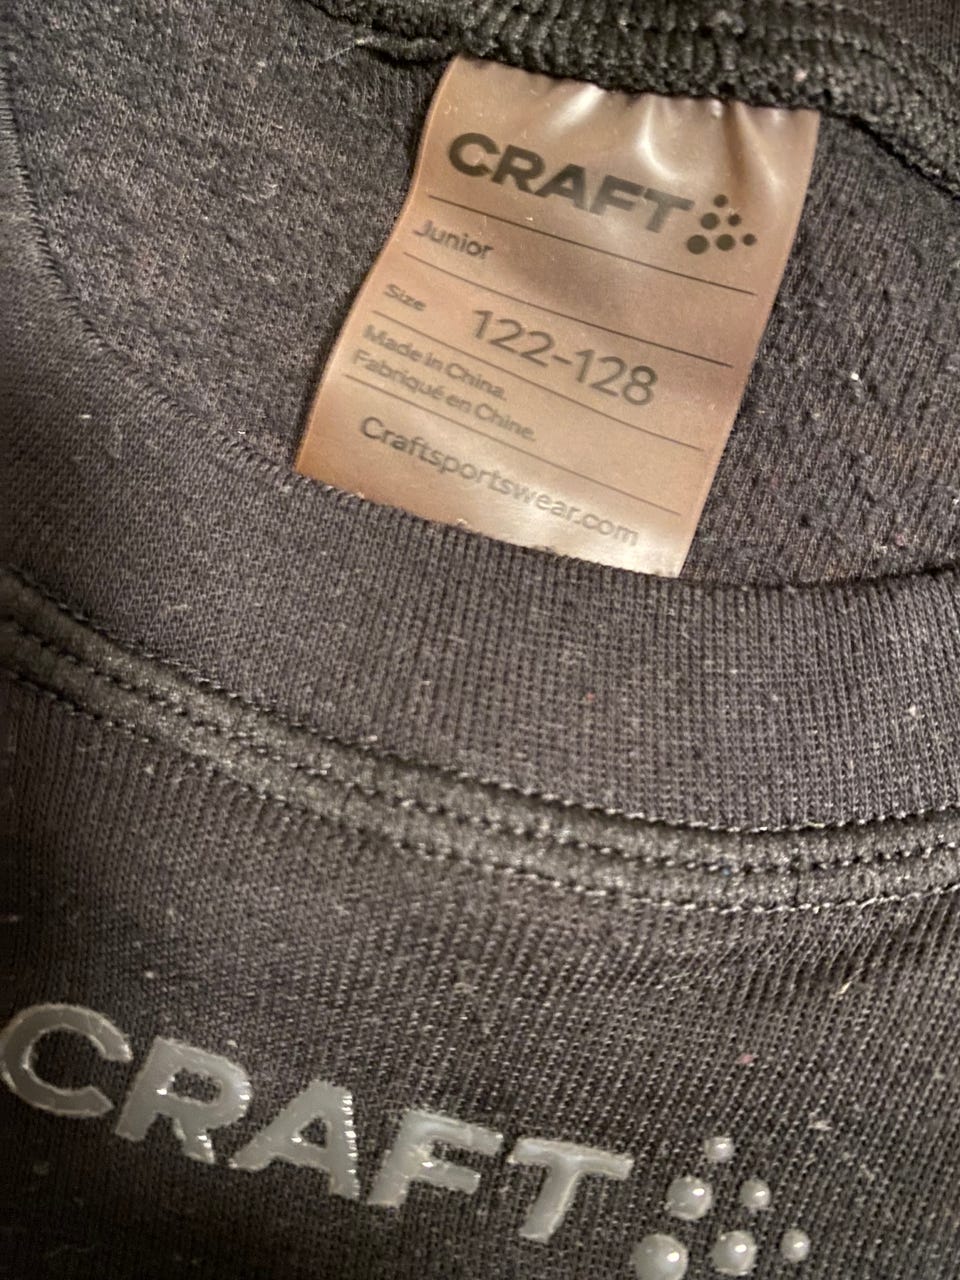 CRAFT
Junior
Size 122-128
Made in China.
Fabriqué en Chine.
Craftsportswear.com
CRAFT